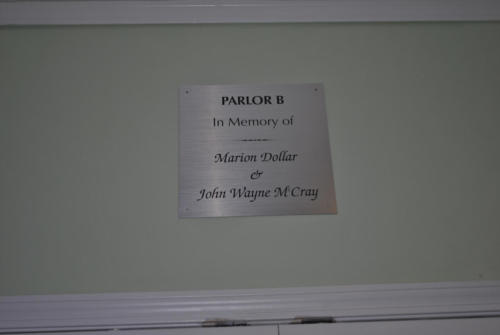 PARLOR B
In Memory of
Marion Dollar
&
John Wayne McCray